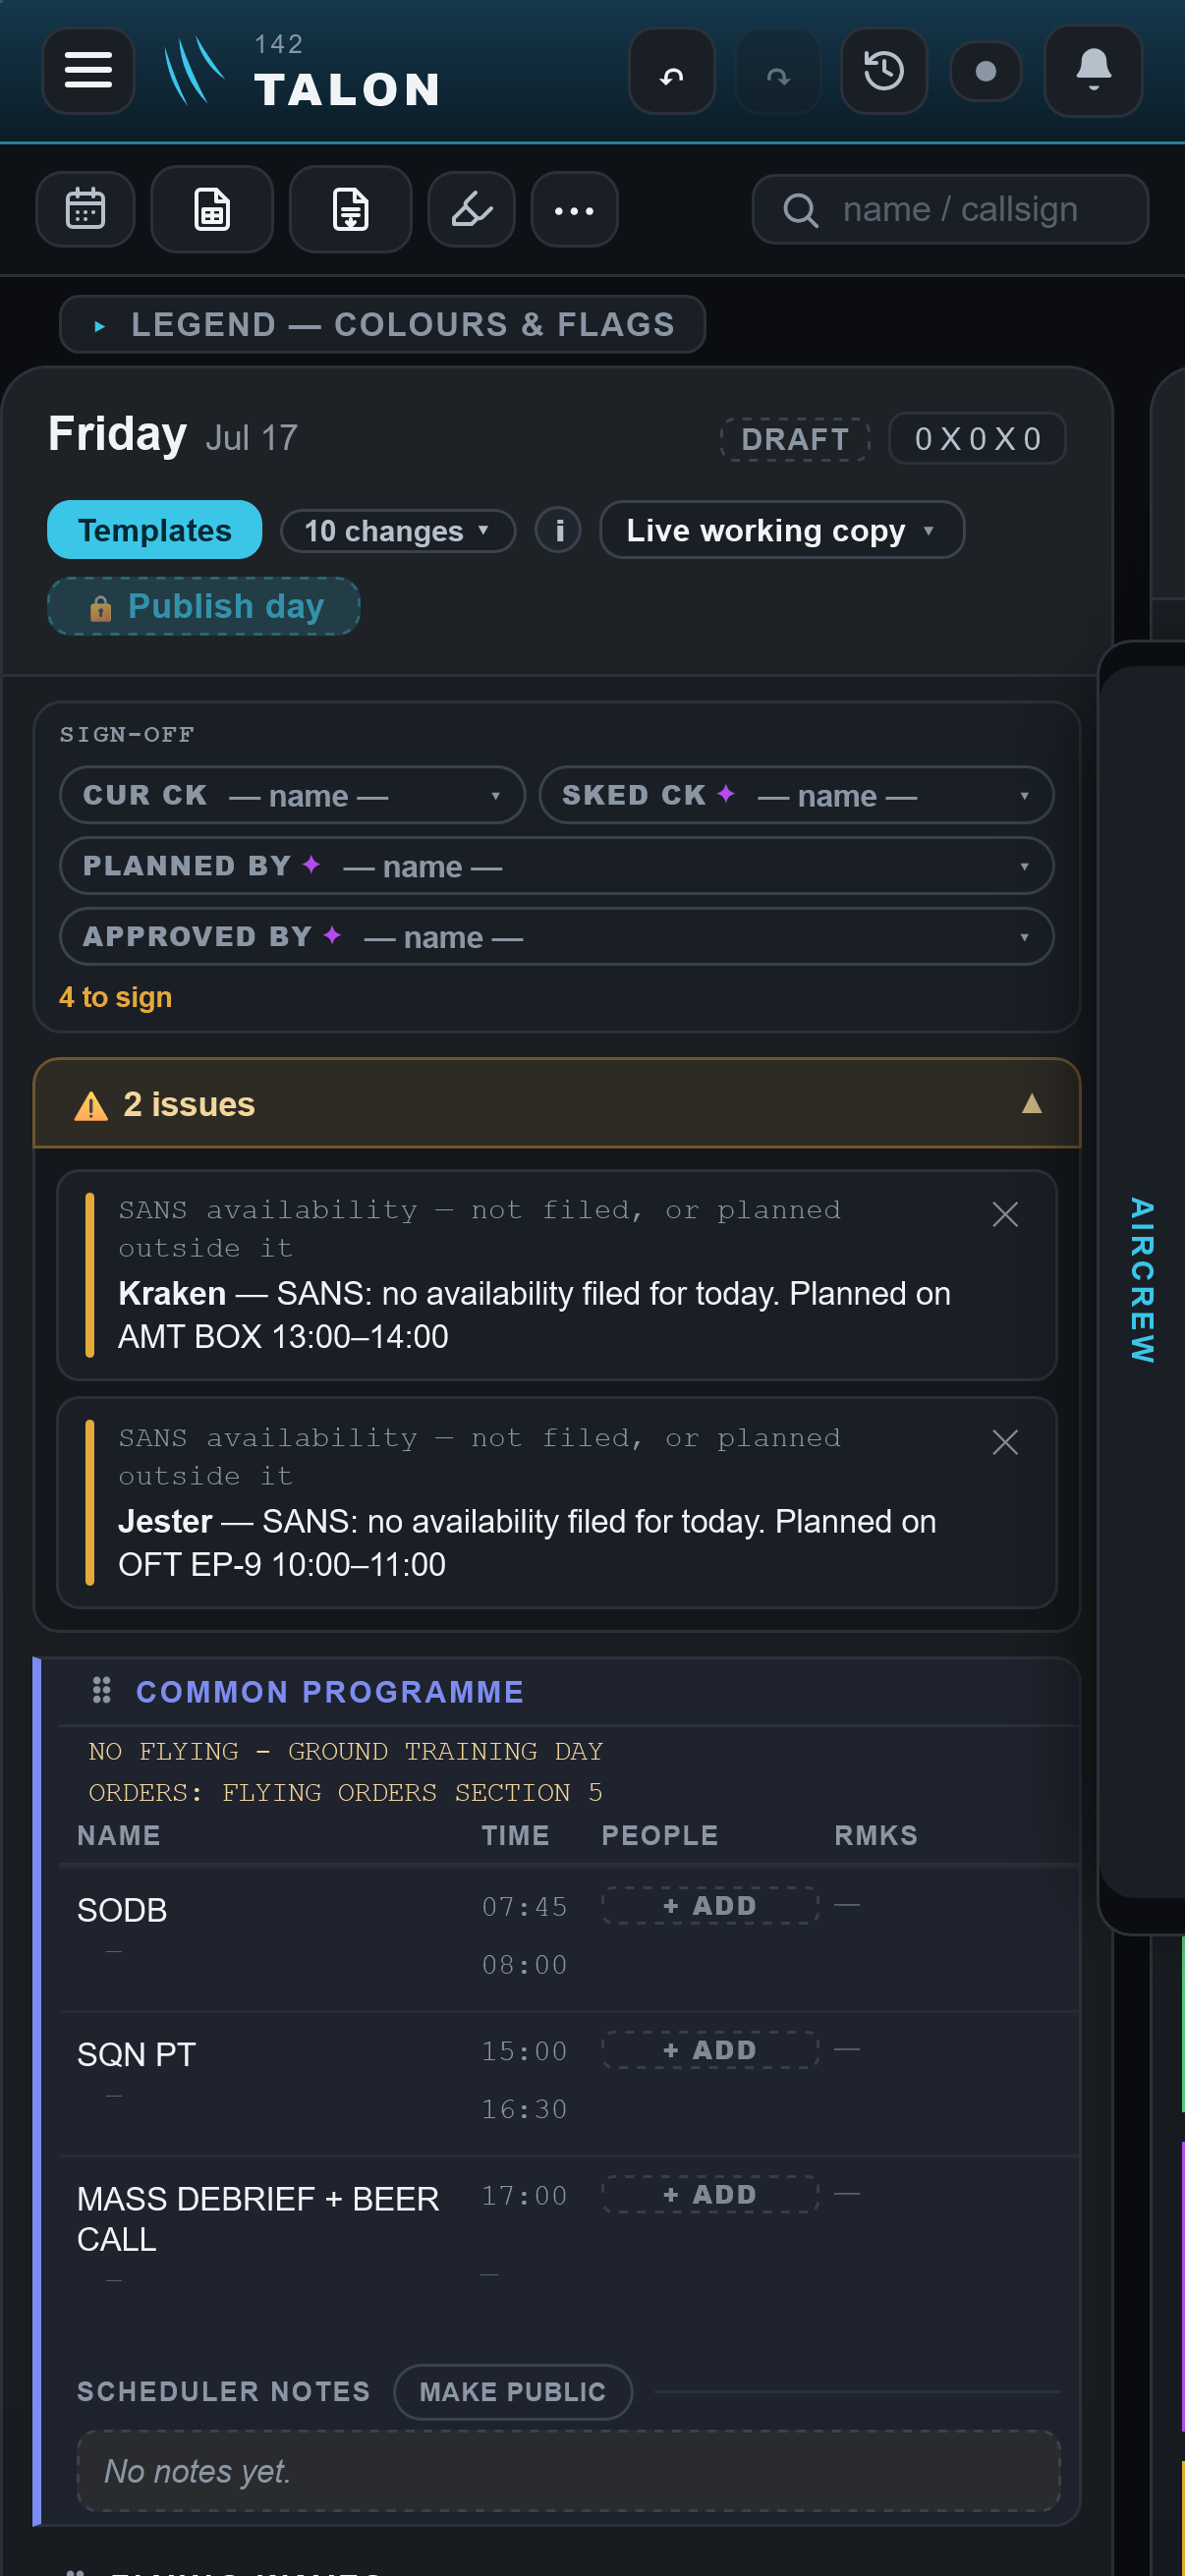 142
TALON
name / callsign
LEGEND — COLOURS & FLAGS
Friday Jul 17
DRAFT
0 X 0 X 0
Templates
10 changes
i
Live working copy
Publish day
SIGN-OFF
CUR CK — name —
SKED CK — name —
PLANNED BY — name —
APPROVED BY — name —
4 to sign
2 issues
SANS availability — not filed, or planned
outside it
Kraken — SANS: no availability filed for today. Planned on
AMT BOX 13:00–14:00
SANS availability — not filed, or planned
outside it
Jester — SANS: no availability filed for today. Planned on
OFT EP-9 10:00–11:00
AIRCREW
COMMON PROGRAMME
NO FLYING - GROUND TRAINING DAY
ORDERS: FLYING ORDERS SECTION 5
NAME TIME PEOPLE RMKS
SODB 07:45 + ADD —
—
08:00
SQN PT 15:00 + ADD —
—
16:30
MASS DEBRIEF + BEER 17:00 + ADD —
CALL
— —
SCHEDULER NOTES MAKE PUBLIC
No notes yet.